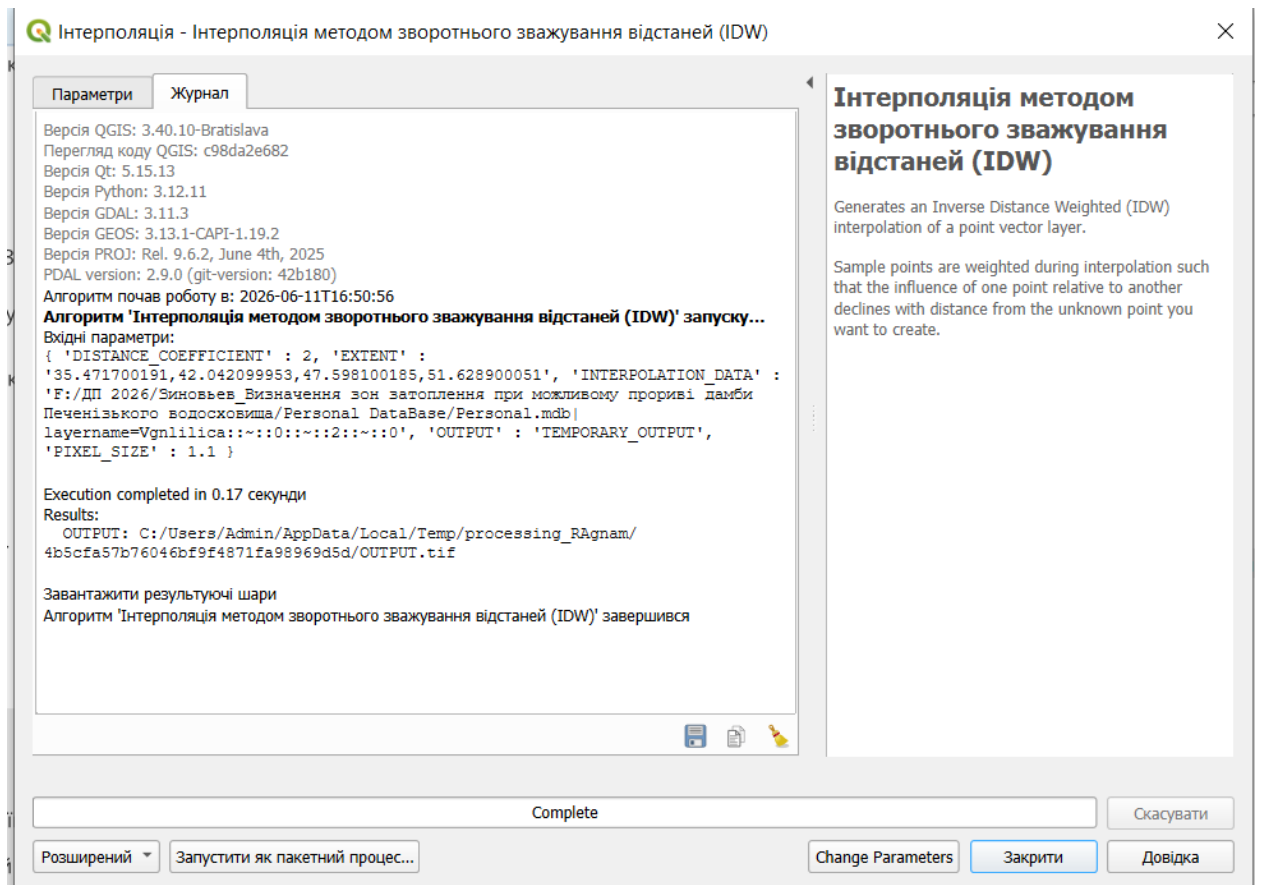 Інтерполяція - Інтерполяція методом зворотнього зважування відстаней (IDW)
Параметри
Журнал
Версія QGIS: 3.40.10-Bratislava
Перегляд коду QGIS: c98da2e682
Версія Qt: 5.15.13
Версія Python: 3.12.11
Версія GDAL: 3.11.3
Версія GEOS: 3.13.1-CAPI-1.19.2
Версія PROJ: Rel. 9.6.2, June 4th, 2025
PDAL version: 2.9.0 (git-version: 42b180)
Алгоритм почав роботу в: 2026-06-11T16:50:56
Алгоритм 'Інтерполяція методом зворотнього зважування відстаней (IDW)' запуску...
Вхідні параметри:
{ 'DISTANCE_COEFFICIENT' : 2, 'EXTENT' :
'35.471700191,42.042099953,47.598100185,51.628900051', 'INTERPOLATION_DATA' :
'F:/ДП 2026/Зиновьев_Визначення зон затоплення при можливому прориві дамби
Печенізького водосховища/Personal DataBase/Personal.mdb|
layername=Vgnlilica::~::0::~::2::~::0', 'OUTPUT' : 'TEMPORARY_OUTPUT',
'PIXEL_SIZE' : 1.1 }
Execution completed in 0.17 секунди
Results:
OUTPUT: C:/Users/Admin/AppData/Local/Temp/processing_RAgnam/
4b5cfa57b76046bf9f4871fa98969d5d/OUTPUT.tif
Завантажити результуючі шари
Алгоритм 'Інтерполяція методом зворотнього зважування відстаней (IDW)' завершився
Інтерполяція методом
зворотнього зважування
відстаней (IDW)
Generates an Inverse Distance Weighted (IDW)
interpolation of a point vector layer.
Sample points are weighted during interpolation such
that the influence of one point relative to another
declines with distance from the unknown point you
want to create.
Complete
Скасувати
Розширений
Запустити як пакетний процес...
Change Parameters
Закрити
Довідка